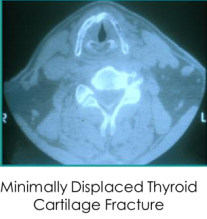 R
L
Minimally Displaced Thyroid
Cartilage Fracture